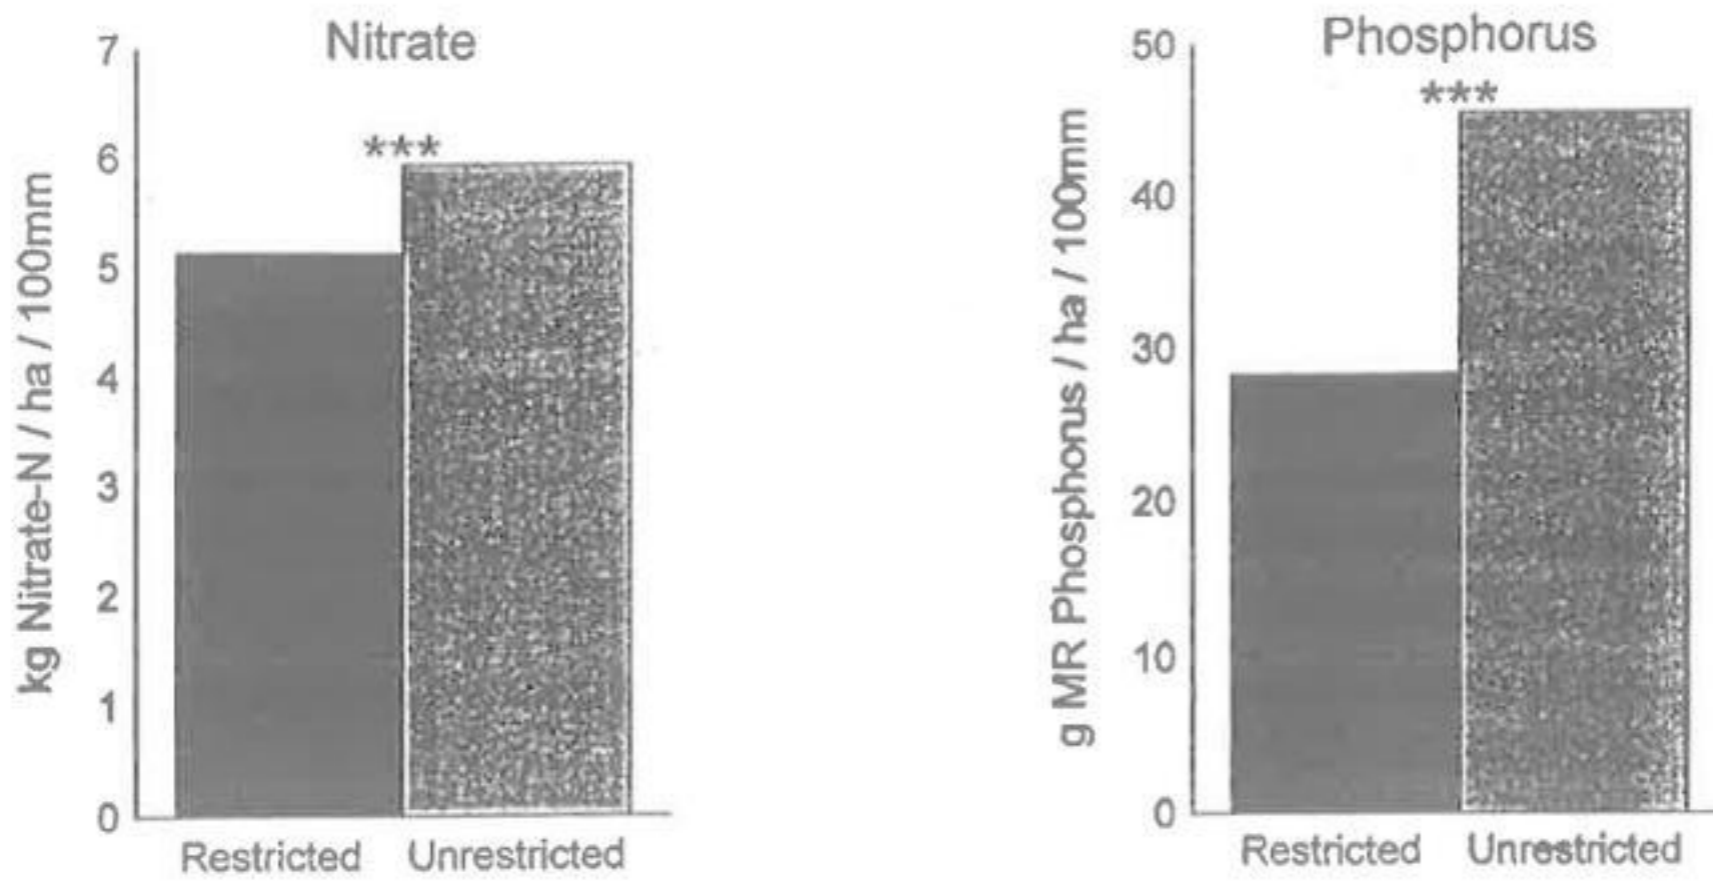 Nitrate
kg Nitrate-N / ha / 100mm
7
6
5
4
3
2
1
0
***
Restricted
Unrestricted
Phosphorus
g MR Phosphorus / ha / 100mm
50
40
30
20
10
0
***
Restricted
Unrestricted